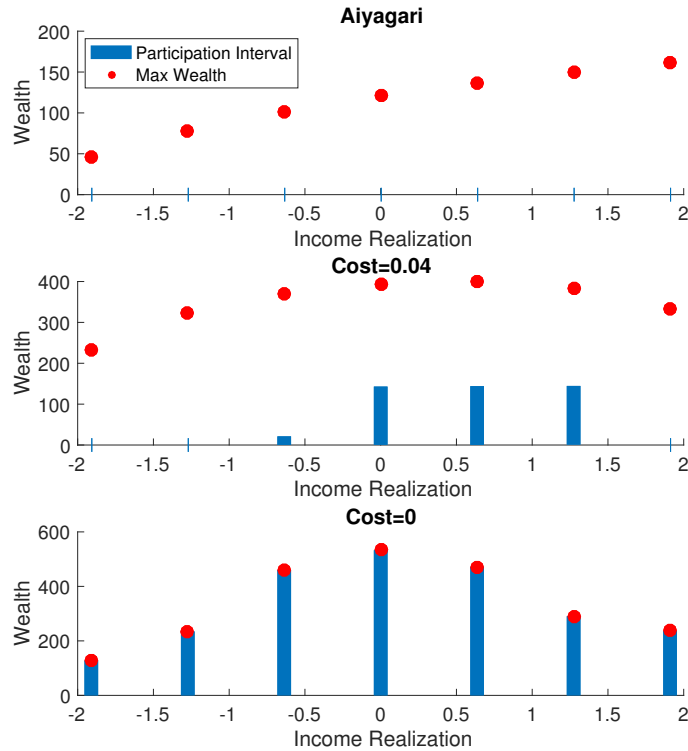 Aiyagari
200
150
100
50
0
Wealth
Participation Interval
Max Wealth
-2 -1.5 -1 -0.5 0 0.5 1 1.5 2
Income Realization
Cost=0.04
400
300
200
100
0
Wealth
-2 -1.5 -1 -0.5 0 0.5 1 1.5 2
Income Realization
Cost=0
600
400
200
0
Wealth
-2 -1.5 -1 -0.5 0 0.5 1 1.5 2
Income Realization